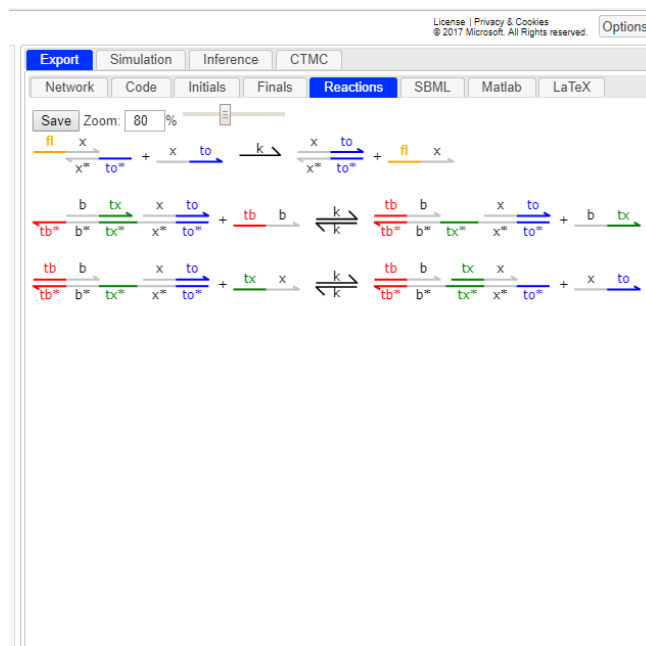 License | Privacy & Cookies
© 2017 Microsoft. All Rights reserved.
Options
Export Simulation Inference CTMC
Network Code Initials Finals Reactions SBML Matlab LaTeX
Save Zoom: 80 %
fl x x to k x to fl x
x* to* + + x* to* +
b tx x to tb b k tb b x to b tx
tb* b* tx* x* to* + k tb* b* tx* x* to* +
tb b x to tx x k tb b tx x x to
tb* b* tx* x* to* + k tb* b* tx* x* to* +